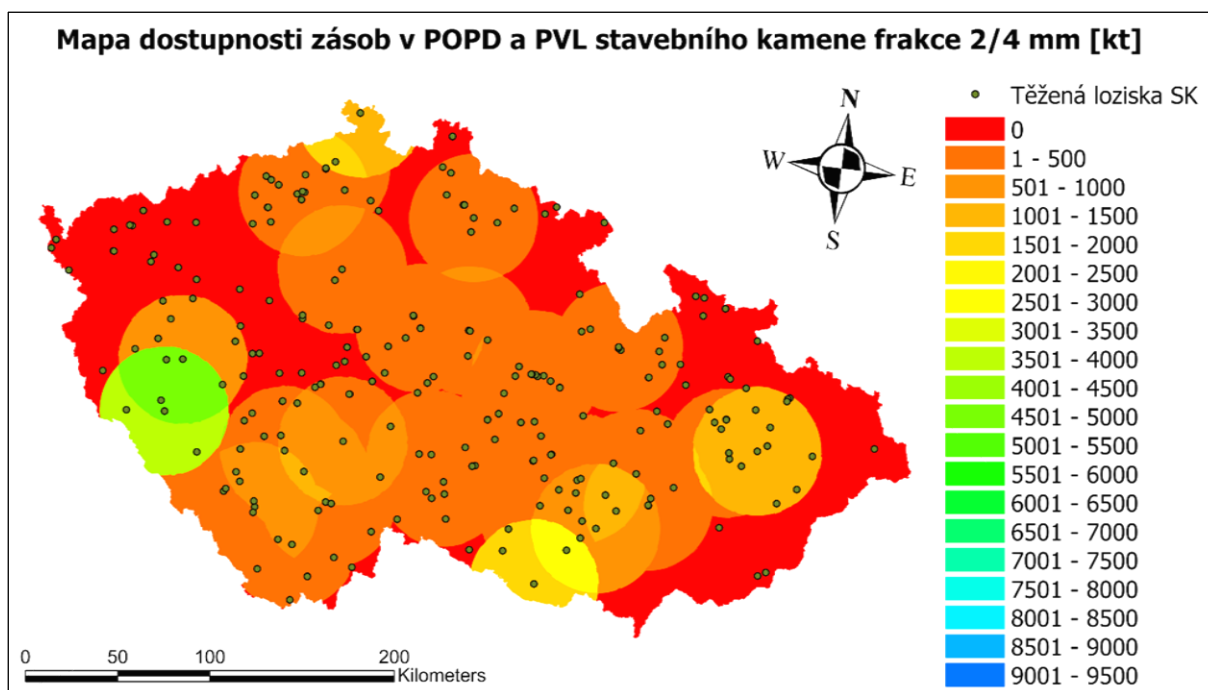 Mapa dostupnosti zásob v POPD a PVL stavebního kamene frakce 2/4 mm [kt]
Těžená loziska SK
0
1 - 500
501 - 1000
1001 - 1500
1501 - 2000
2001 - 2500
2501 - 3000
3001 - 3500
3501 - 4000
4001 - 4500
4501 - 5000
5001 - 5500
5501 - 6000
6001 - 6500
6501 - 7000
7001 - 7500
7501 - 8000
8001 - 8500
8501 - 9000
9001 - 9500
N
W
E
S
0 50 100 200
Kilometers